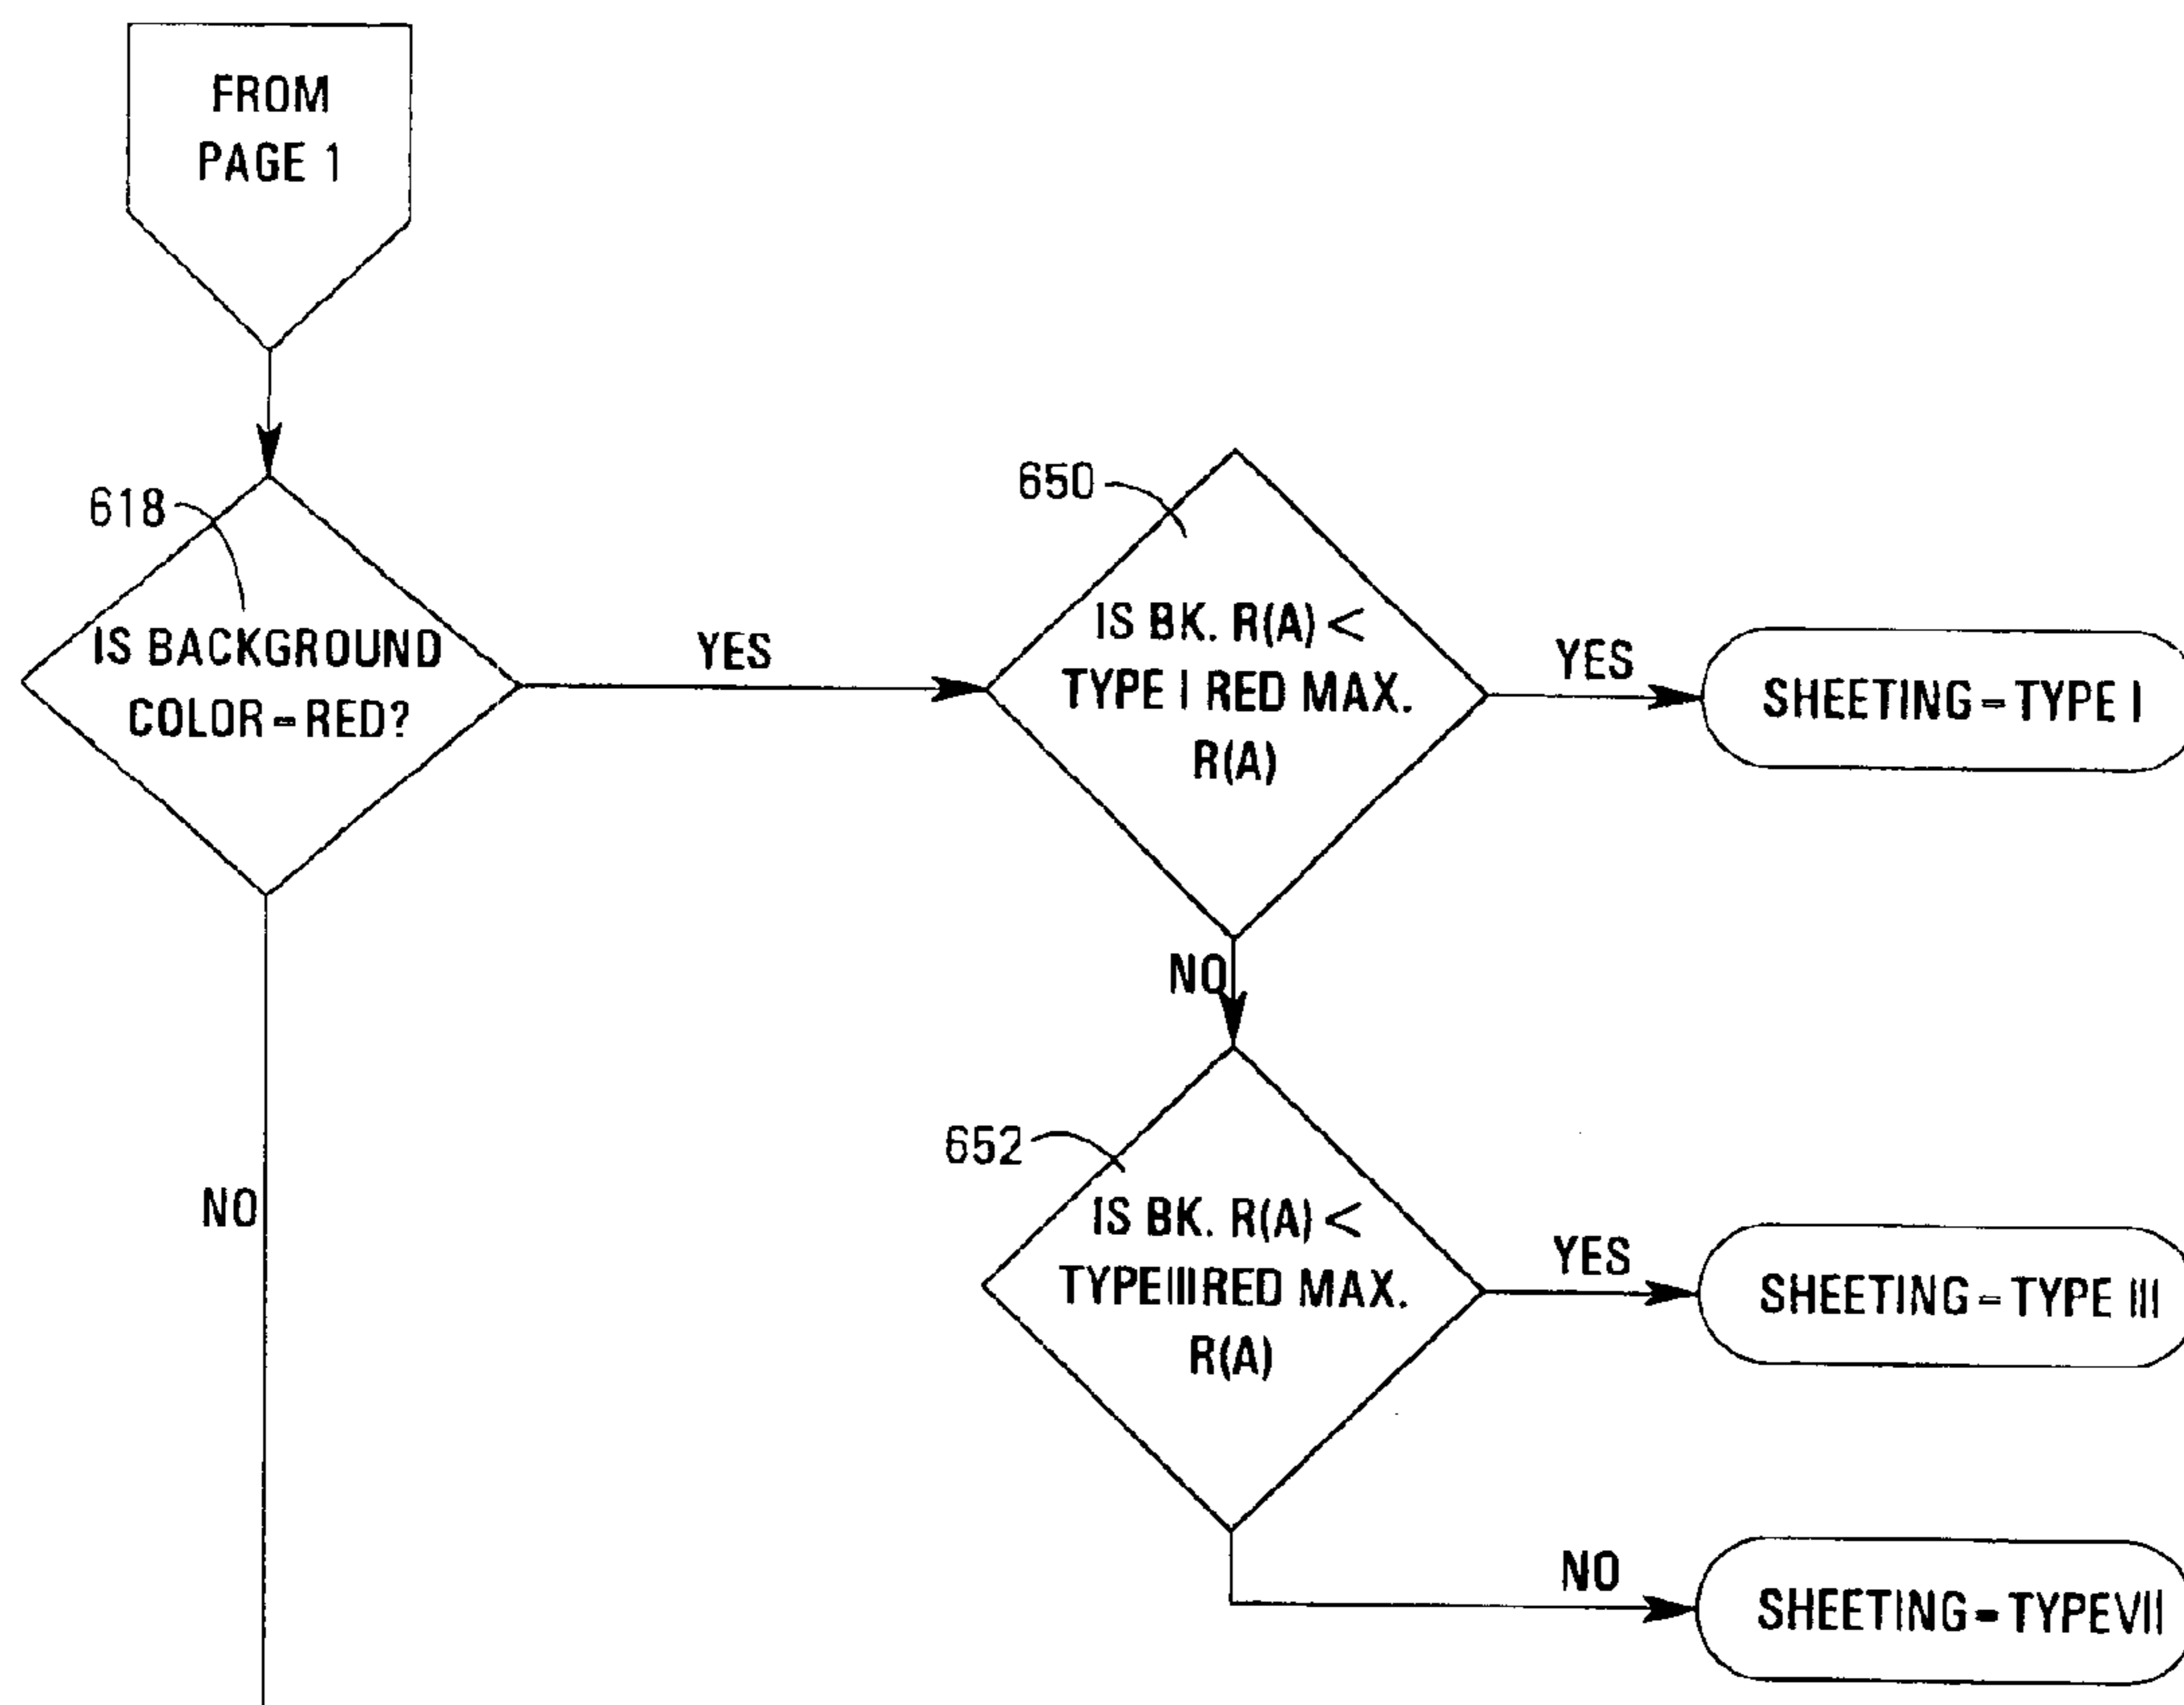 FROM
PAGE 1
618
IS BACKGROUND
COLOR=RED?
YES
650
IS BK. R(A) <
TYPE I RED MAX.
R(A)
YES
SHEETING = TYPE I
NO
NO
652
IS BK. R(A) <
TYPE III RED MAX.
R(A)
YES
SHEETING = TYPE III
NO
SHEETING = TYPE VII